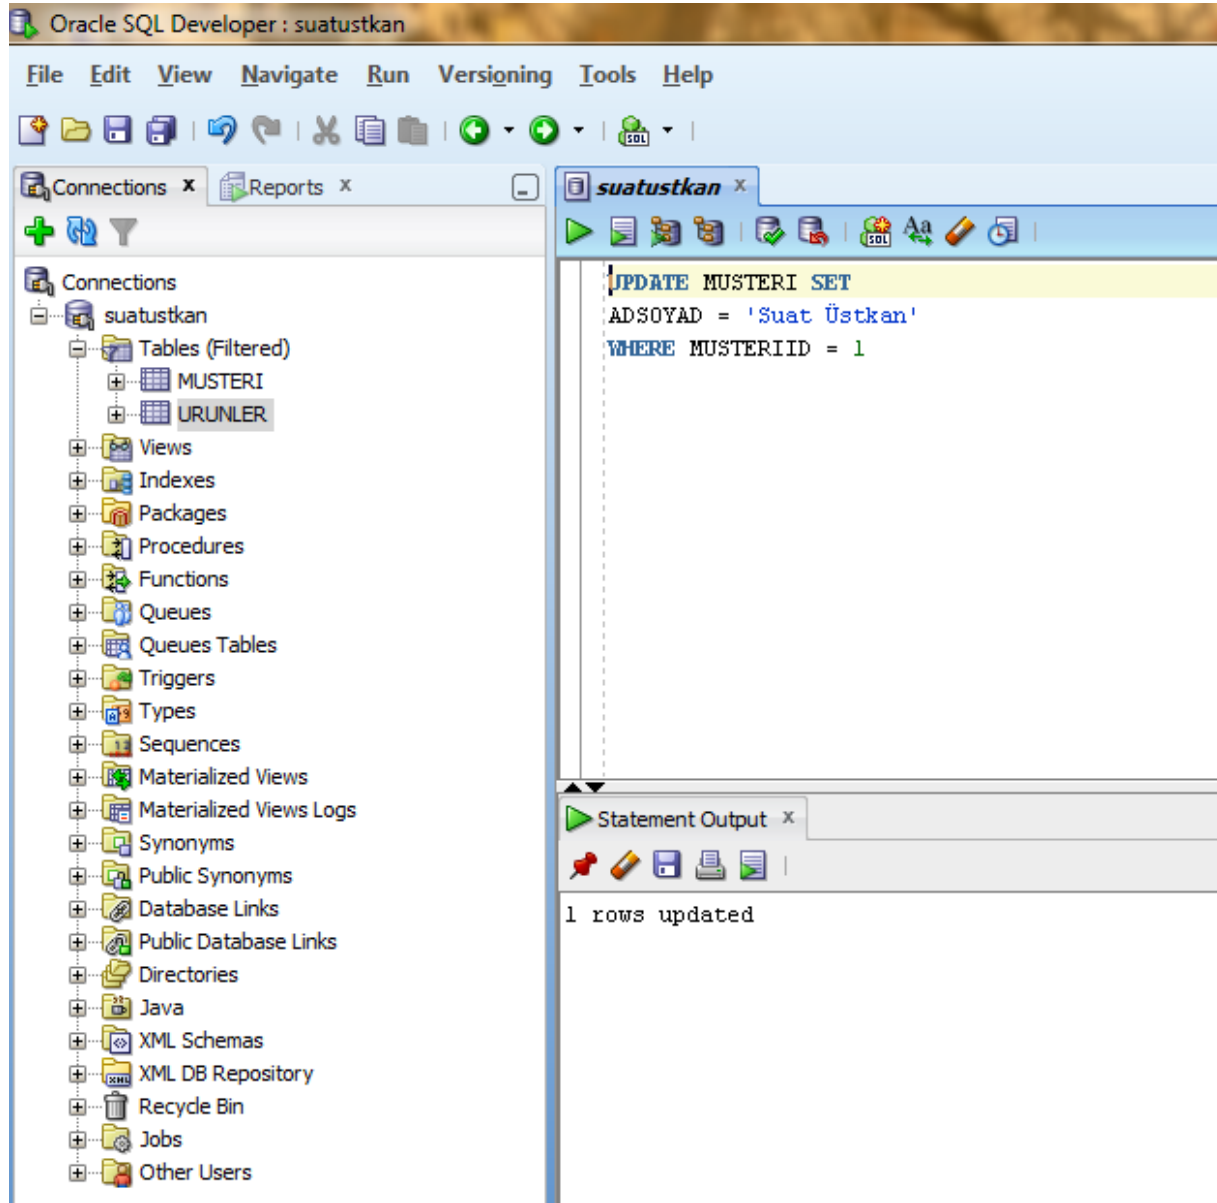 Oracle SQL Developer : suatustkan
File Edit View Navigate Run Versioning Tools Help
SQL
Connections x Reports x
suatustkan x
SQL Aa
Connections
suatustkan
Tables (Filtered)
MUSTERI
URUNLER
Views
Indexes
Packages
Procedures
Functions
Queues
Queues Tables
Triggers
Types
Sequences
Materialized Views
Materialized Views Logs
Synonyms
Public Synonyms
Database Links
Public Database Links
Directories
Java
XML Schemas
XML DB Repository
Recycle Bin
Jobs
Other Users
UPDATE MUSTERI SET
ADSOYAD = 'Suat Üstkan'
WHERE MUSTERIID = 1
Statement Output x
1 rows updated